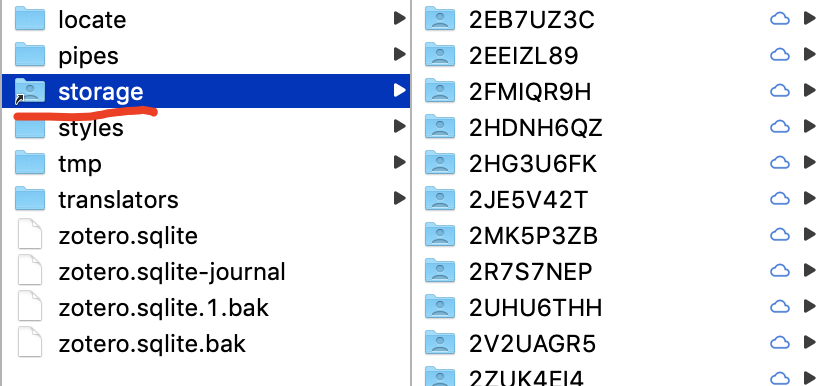 locate
pipes
storage
styles
tmp
translators
zotero.sqlite
zotero.sqlite-journal
zotero.sqlite.1.bak
zotero.sqlite.bak
2EB7UZ3C
2EEIZL89
2FMIQR9H
2HDNH6QZ
2HG3U6FK
2JE5V42T
2MK5P3ZB
2R7S7NEP
2UHU6THH
2V2UAGR5